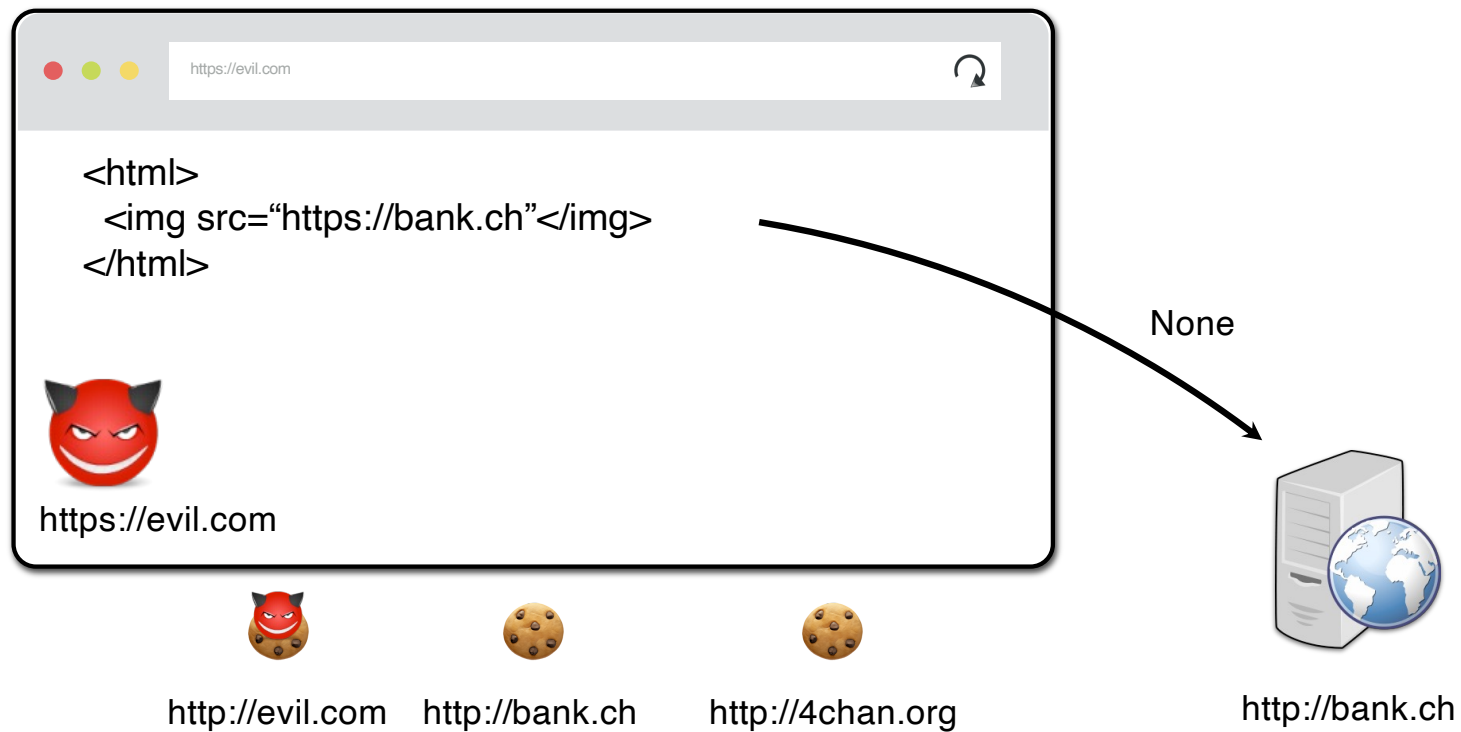 https://evil.com
<html>
<img src=“https://bank.ch”</img>
</html>
None
https://evil.com
http://evil.com
http://bank.ch
http://4chan.org
http://bank.ch